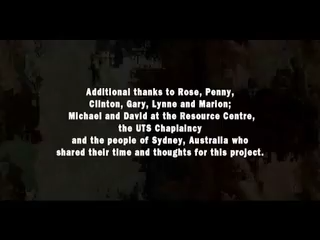 Additional thanks to Rose, Penny,
Clinton, Gary, Lynne and Marion;
Michael and David at the Resource Centre,
the UTS Chaplaincy
and the people of Sydney, Australia who
shared their time and thoughts for this project.